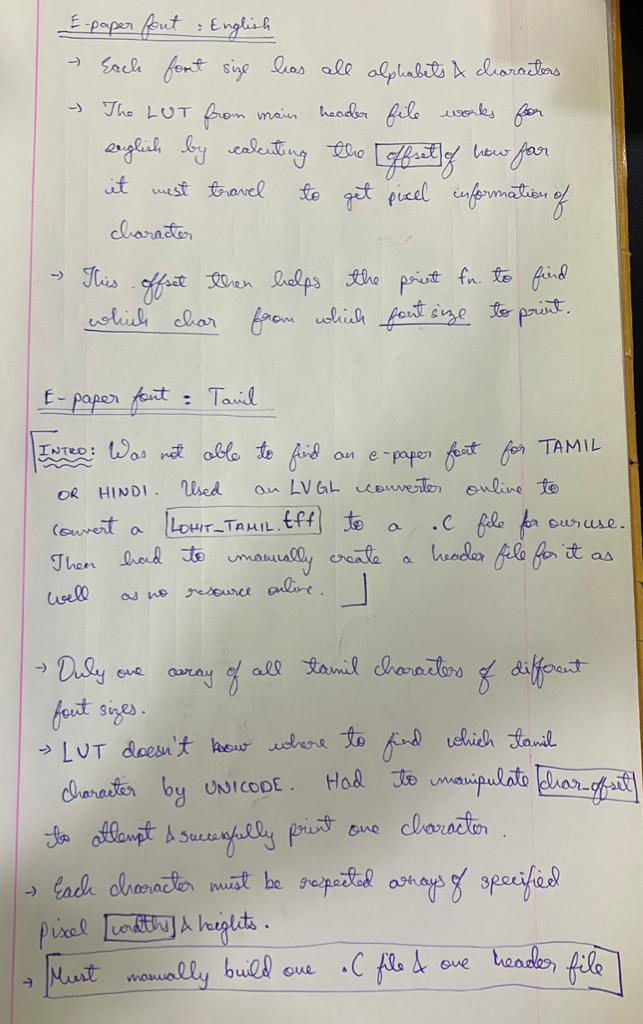 E-paper font : English
→ Each font size has all alphabets & characters
→ The LUT from main header file works for
english by calcuting the offset of how far
it must travel to get pixel information of
character
→ This offset then helps the print fn. to find
which char from which font size to print.
E-paper font : Tamil
INTRO: Was not able to find an e-paper font for TAMIL
OR HINDI. Used an LVGL converter online to
convert a LOHIT_TAMIL.tff to a .C file for our use.
Then had to manually create a header file for it as
well as no resource online.
→ Only one array of all tamil characters of different
font sizes.
→ LUT doesn't know where to find which tamil
character by UNICODE. Had to manipulate char_offset
to attempt & successfully print one character.
→ Each character must be respected arrays of specified
pixel widths & heights.
→ Must manually build one .C file & one header file